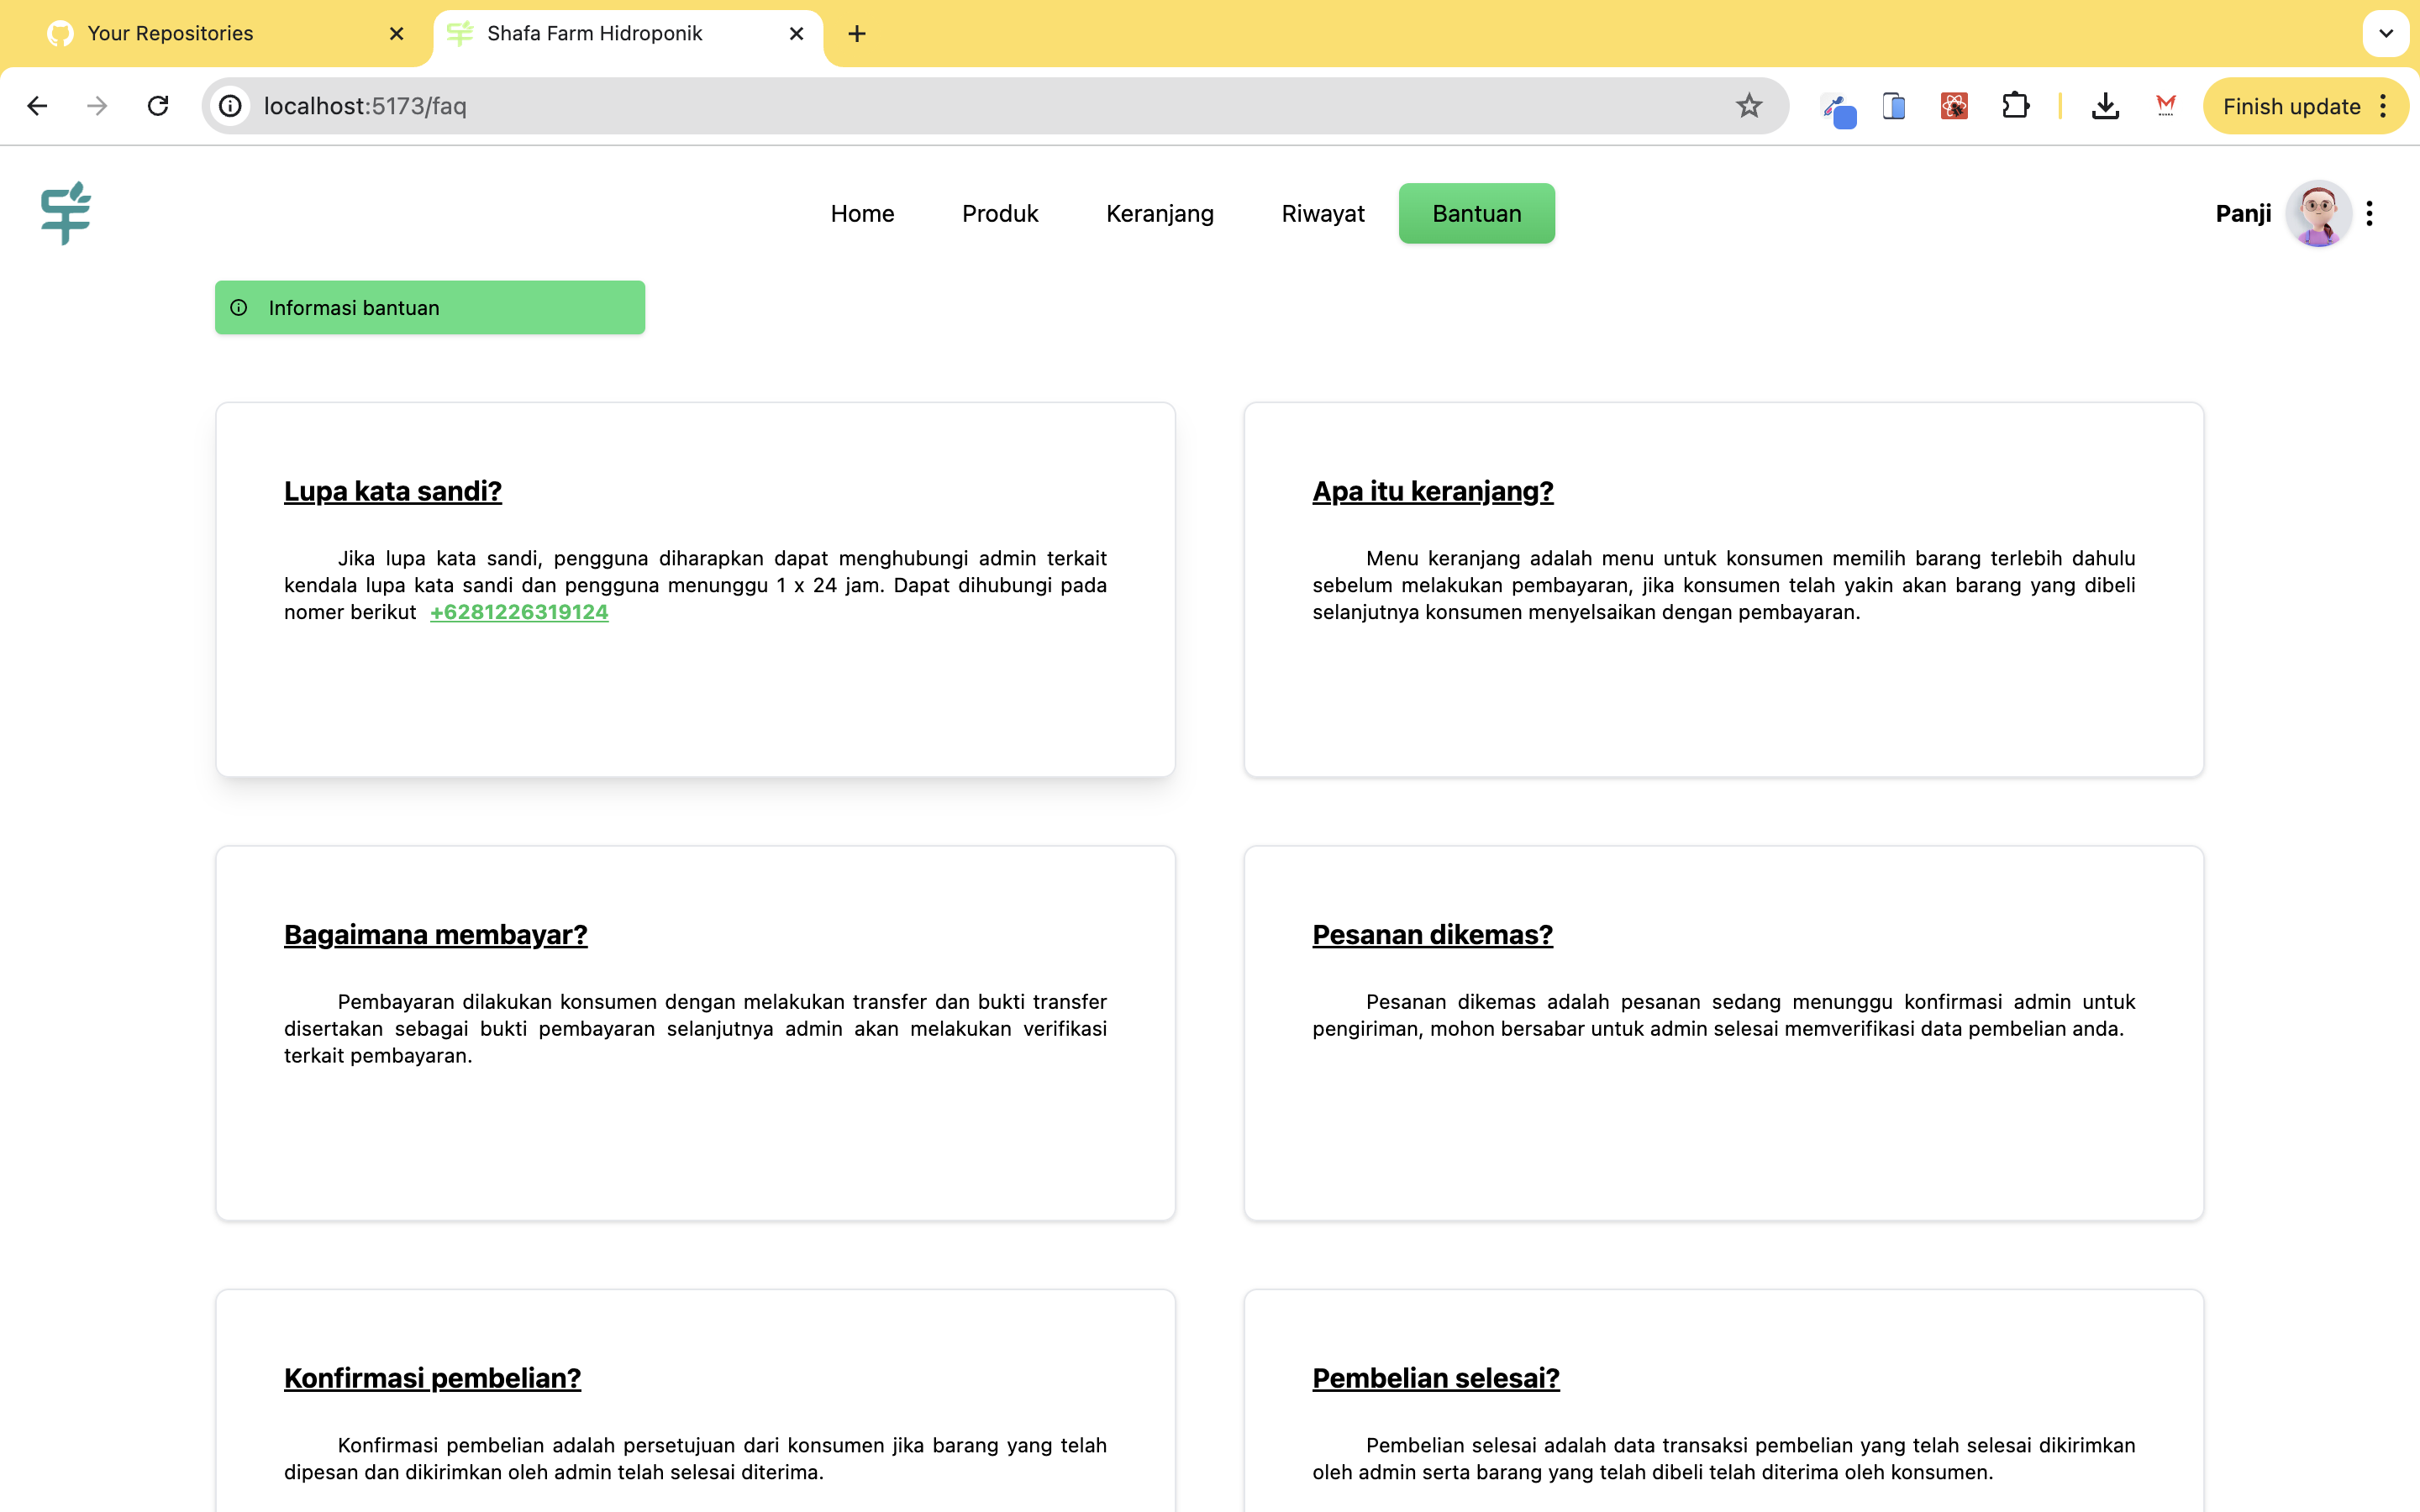 Your Repositories
Shafa Farm Hidroponik
localhost:5173/faq
Finish update
Home
Produk
Keranjang
Riwayat
Bantuan
Panji
Informasi bantuan
Lupa kata sandi?
Jika lupa kata sandi, pengguna diharapkan dapat menghubungi admin terkait
kendala lupa kata sandi dan pengguna menunggu 1 x 24 jam. Dapat dihubungi pada
nomer berikut +6281226319124
Apa itu keranjang?
Menu keranjang adalah menu untuk konsumen memilih barang terlebih dahulu
sebelum melakukan pembayaran, jika konsumen telah yakin akan barang yang dibeli
selanjutnya konsumen menyelsaikan dengan pembayaran.
Bagaimana membayar?
Pembayaran dilakukan konsumen dengan melakukan transfer dan bukti transfer
disertakan sebagai bukti pembayaran selanjutnya admin akan melakukan verifikasi
terkait pembayaran.
Pesanan dikemas?
Pesanan dikemas adalah pesanan sedang menunggu konfirmasi admin untuk
pengiriman, mohon bersabar untuk admin selesai memverifikasi data pembelian anda.
Konfirmasi pembelian?
Konfirmasi pembelian adalah persetujuan dari konsumen jika barang yang telah
dipesan dan dikirimkan oleh admin telah selesai diterima.
Pembelian selesai?
Pembelian selesai adalah data transaksi pembelian yang telah selesai dikirimkan
oleh admin serta barang yang telah dibeli telah diterima oleh konsumen.